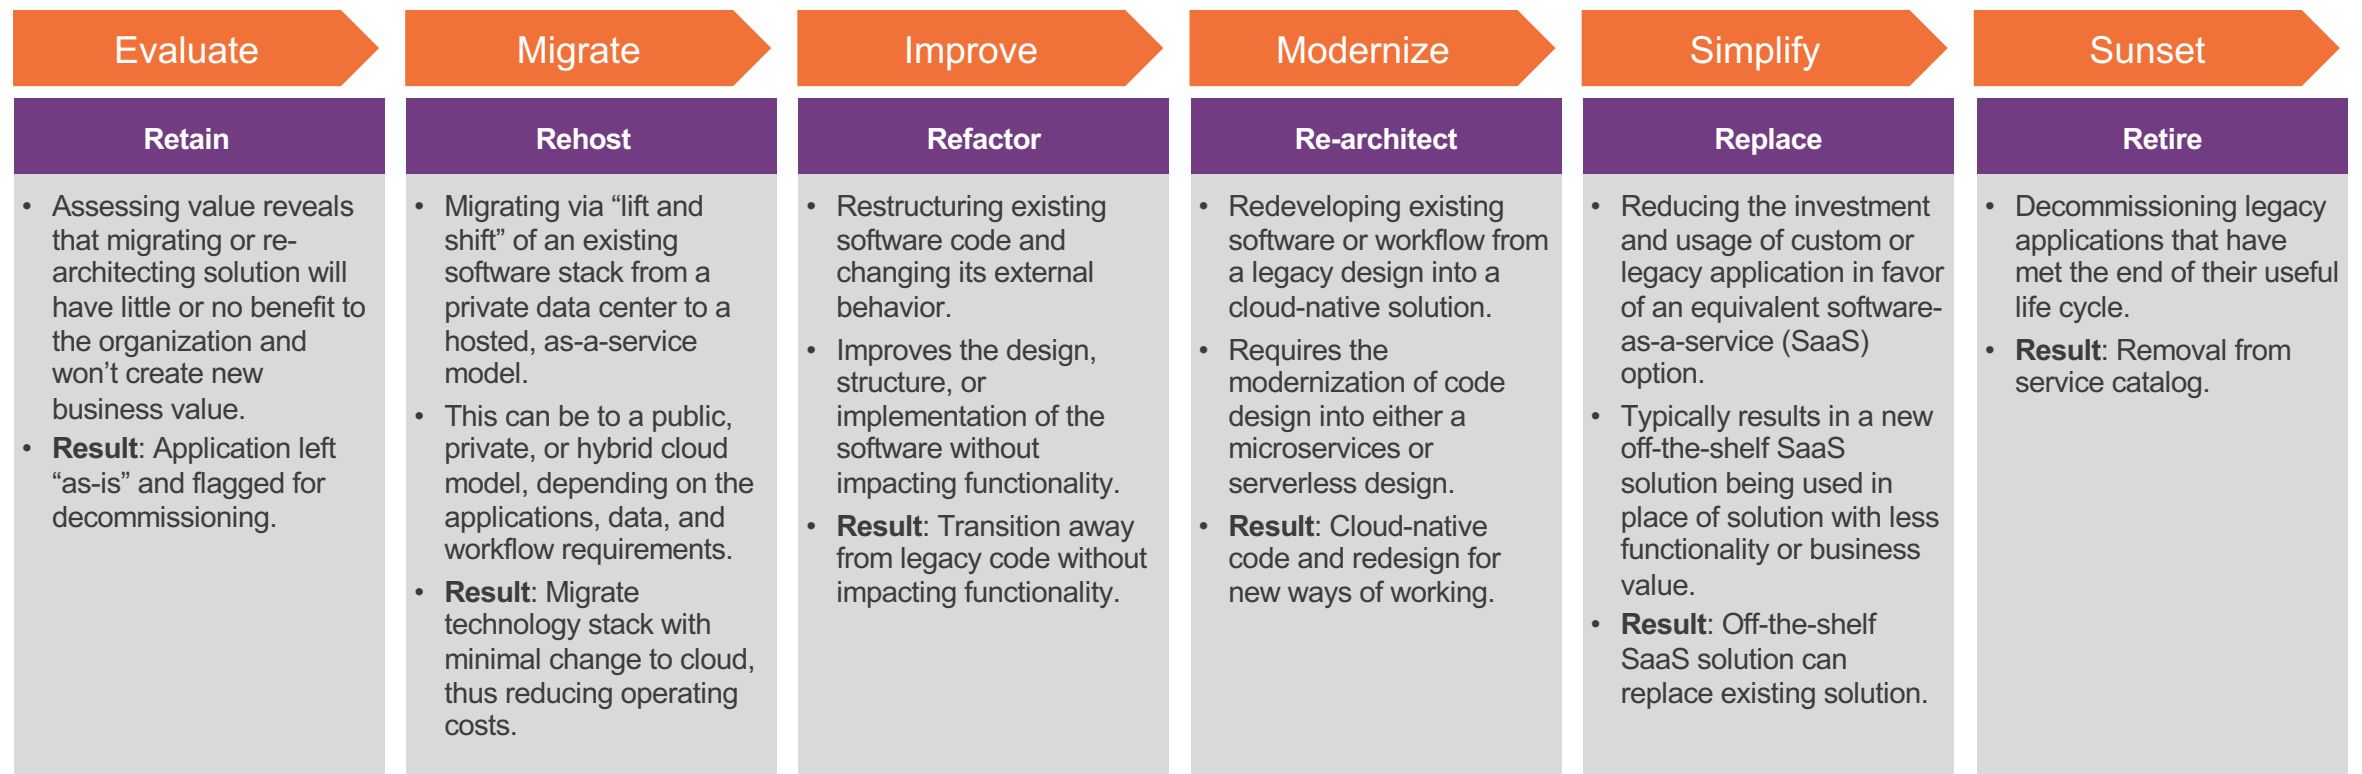 Evaluate
Migrate
Improve
Modernize
Simplify
Sunset
Retain
• Assessing value reveals
that migrating or re-
architecting solution will
have little or no benefit to
the organization and
won’t create new
business value.
• Result: Application left
“as-is” and flagged for
decommissioning.
Rehost
• Migrating via “lift and
shift” of an existing
software stack from a
private data center to a
hosted, as-a-service
model.
• This can be to a public,
private, or hybrid cloud
model, depending on the
applications, data, and
workflow requirements.
• Result: Migrate
technology stack with
minimal change to cloud,
thus reducing operating
costs.
Refactor
• Restructuring existing
software code and
changing its external
behavior.
• Improves the design,
structure, or
implementation of the
software without
impacting functionality.
• Result: Transition away
from legacy code without
impacting functionality.
Re-architect
• Redeveloping existing
software or workflow from
a legacy design into a
cloud-native solution.
• Requires the
modernization of code
design into either a
microservices or
serverless design.
• Result: Cloud-native
code and redesign for
new ways of working.
Replace
• Reducing the investment
and usage of custom or
legacy application in favor
of an equivalent software-
as-a-service (SaaS)
option.
• Typically results in a new
off-the-shelf SaaS
solution being used in
place of solution with less
functionality or business
value.
• Result: Off-the-shelf
SaaS solution can
replace existing solution.
Retire
• Decommissioning legacy
applications that have
met the end of their useful
life cycle.
• Result: Removal from
service catalog.